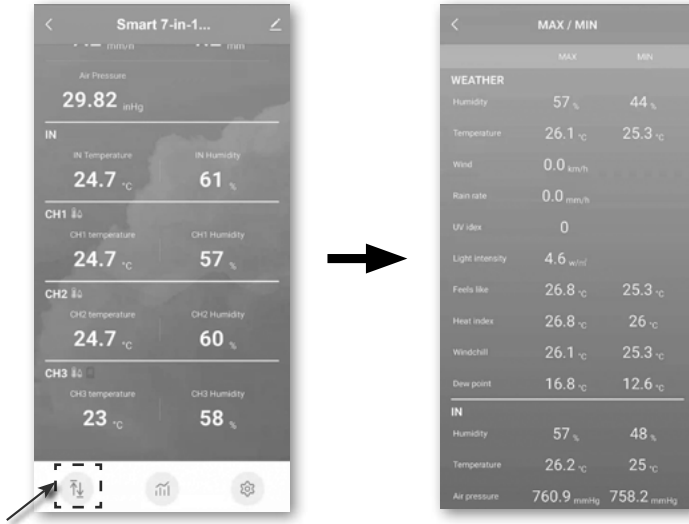 Smart 7-in-1...
mm/h mm
Air Pressure
29.82 inHg
IN
IN Temperature IN Humidity
24.7 °C 61 %
CH1
CH1 temperature CH1 Humidity
24.7 °C 57 %
CH2
CH2 temperature CH2 Humidity
24.7 °C 60 %
CH3
CH3 temperature CH3 Humidity
23 °C 58 %
MAX / MIN
MAX MIN
WEATHER
Humidity 57 % 44 %
Temperature 26.1 °C 25.3 °C
Wind 0.0 km/h
Rain rate 0.0 mm/h
UV idex 0
Light intensity 4.6 w/㎡
Feels like 26.8 °C 25.3 °C
Heat index 26.8 °C 26 °C
Windchill 26.1 °C 25.3 °C
Dew point 16.8 °C 12.6 °C
IN
Humidity 57 % 48 %
Temperature 26.2 °C 25 °C
Air pressure 760.9 mmHg 758.2 mmHg